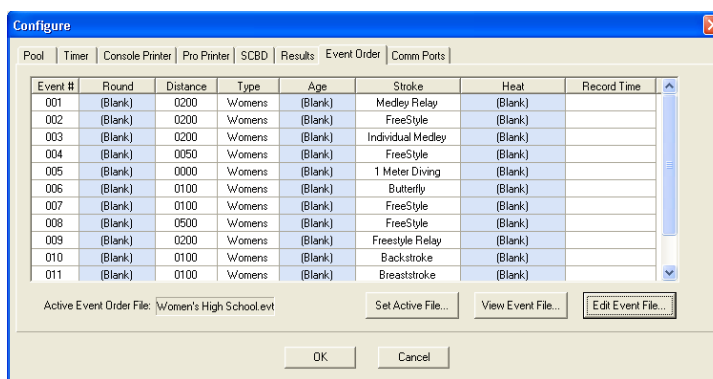 Configure
Pool Timer Console Printer Pro Printer SCBD Results Event Order Comm Ports
Event # Round Distance Type Age Stroke Heat Record Time
001 (Blank) 0200 Womens (Blank) Medley Relay (Blank)
002 (Blank) 0200 Womens (Blank) FreeStyle (Blank)
003 (Blank) 0200 Womens (Blank) Individual Medley (Blank)
004 (Blank) 0050 Womens (Blank) FreeStyle (Blank)
005 (Blank) 0000 Womens (Blank) 1 Meter Diving (Blank)
006 (Blank) 0100 Womens (Blank) Butterfly (Blank)
007 (Blank) 0100 Womens (Blank) FreeStyle (Blank)
008 (Blank) 0500 Womens (Blank) FreeStyle (Blank)
009 (Blank) 0200 Womens (Blank) Freestyle Relay (Blank)
010 (Blank) 0100 Womens (Blank) Backstroke (Blank)
011 (Blank) 0100 Womens (Blank) Breaststroke (Blank)
Active Event Order File: Women's High School.evt Set Active File... View Event File... Edit Event File...
OK Cancel